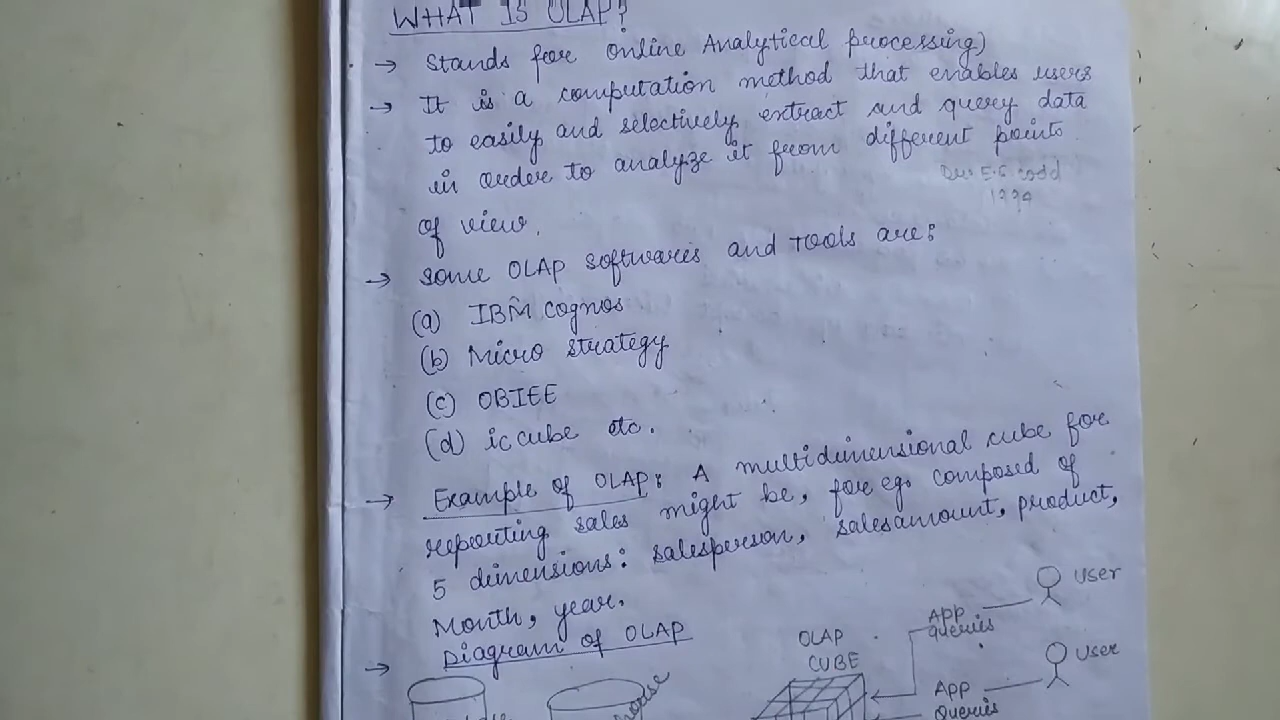 WHAT IS OLAP?
→ Stands for Online Analytical processing)
→ It is a computation method that enables users
to easily and selectively extract and query data
in order to analyze it from different points
of view.
E.F codd
→ some OLAP softwares and tools are:
(a) IBM cognos
(b) Micro strategy
(c) OBIEE
(d) iccube etc.
→ Example of OLAP: A multidimensional cube for
reporting sales might be, for eg. composed of
5 dimensions: salesperson, salesamount, product,
Month, year.
→ Diagram of OLAP
OLAP
CUBE
APP
queries
User
APP
Queries
User